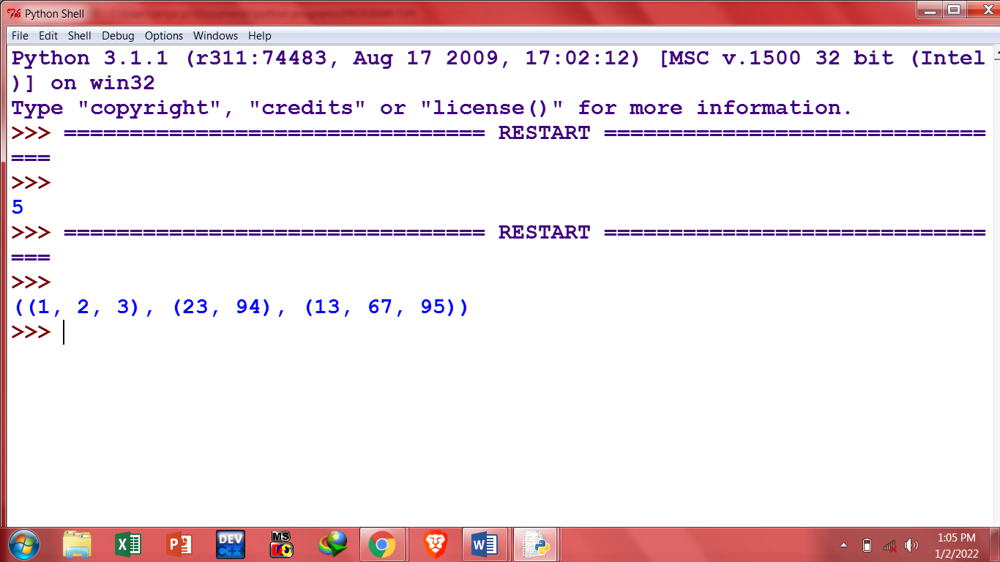 Python Shell
File Edit Shell Debug Options Windows Help
Python 3.1.1 (r311:74483, Aug 17 2009, 17:02:12) [MSC v.1500 32 bit (Intel
)] on win32
Type "copyright", "credits" or "license()" for more information.
>>> ================================ RESTART =============================
===
>>>
5
>>> ================================ RESTART =============================
===
>>>
((1, 2, 3), (23, 94), (13, 67, 95))
>>>
DEV
C++
MS
1:05 PM
1/2/2022